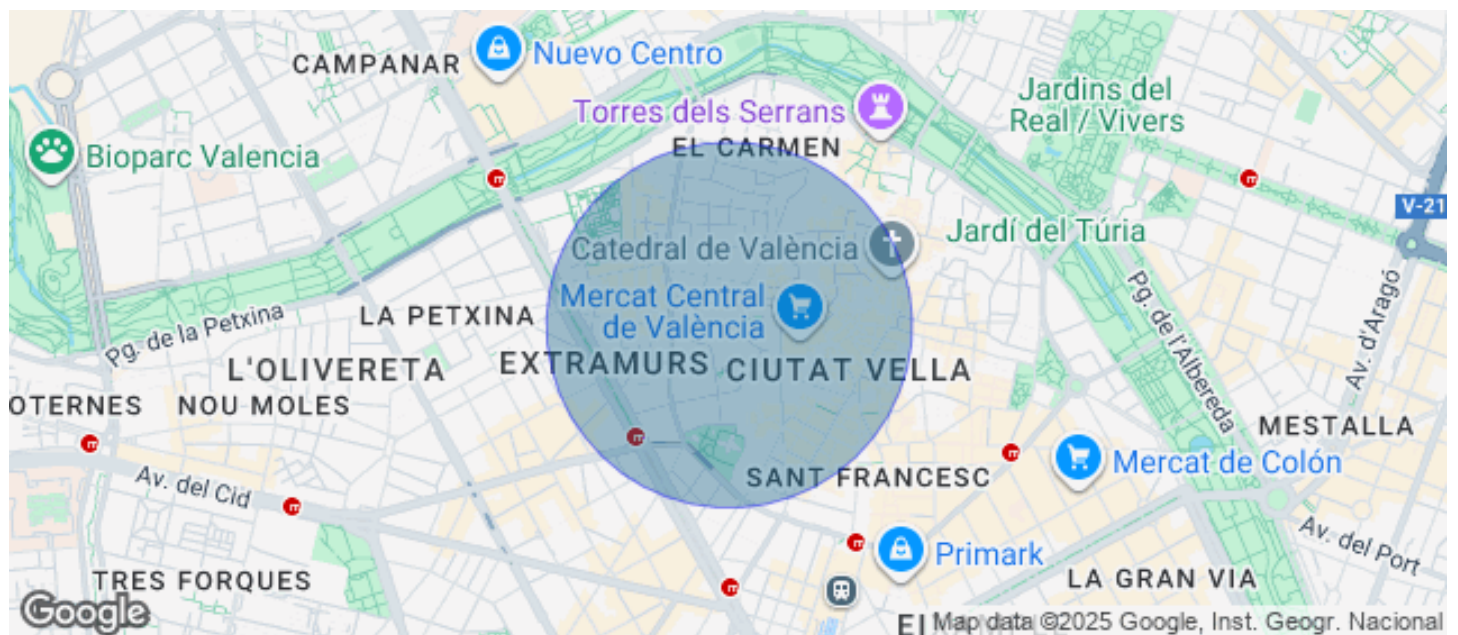 CAMPANAR
Nuevo Centro
Torres dels Serrans
EL CARMEN
Jardins del
Real / Vivers
Bioparc Valencia
V-21
Catedral de València
Jardí del Túria
Mercat Central
de València
Pg. de la Petxina
LA PETXINA
Pg. de l'Albereda
Av. d'Aragó
L'OLIVERETA
EXTRAMURS
CIUTAT VELLA
OTERNES
NOU MOLES
MESTALLA
Av. del Cid
SANT FRANCESC
Mercat de Colón
Primark
Av. del Port
TRES FORQUES
LA GRAN VIA
Google
Map data ©2025 Google, Inst. Geogr. Nacional